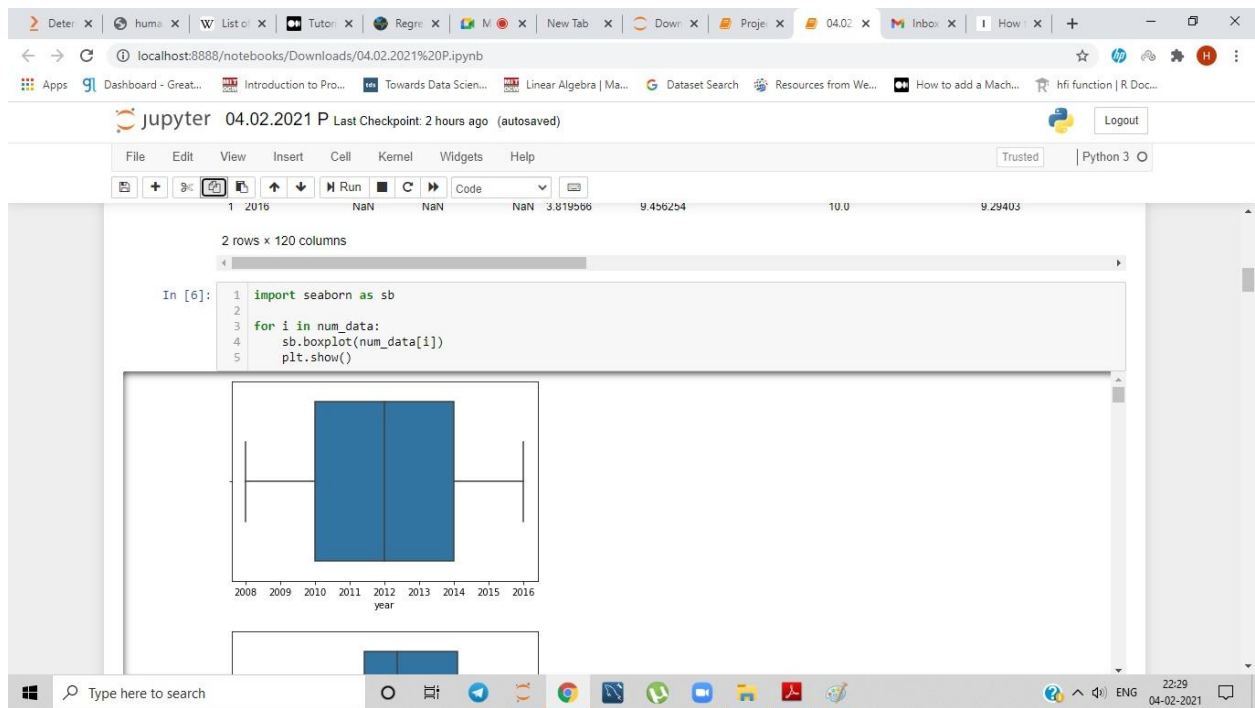 Deter
huma
List of
Tutori
Regre
M
New Tab
Down
Proje
04.02
Inbox
How t
localhost:8888/notebooks/Downloads/04.02.2021%20P.ipynb
Apps
Dashboard - Great...
Introduction to Pro...
Towards Data Scien...
Linear Algebra | Ma...
Dataset Search
Resources from We...
How to add a Mach...
hfi function | R Doc...
jupyter 04.02.2021 P Last Checkpoint: 2 hours ago (autosaved)
Logout
File Edit View Insert Cell Kernel Widgets Help
Trusted
Python 3
Run
Code
1 2016 NaN NaN NaN 3.819566 9.456254 10.0 9.29403
2 rows × 120 columns
In [6]:
1 import seaborn as sb
2
3 for i in num_data:
4 sb.boxplot(num_data[i])
5 plt.show()
2008 2009 2010 2011 2012 2013 2014 2015 2016
year
Type here to search
ENG
22:29
04-02-2021